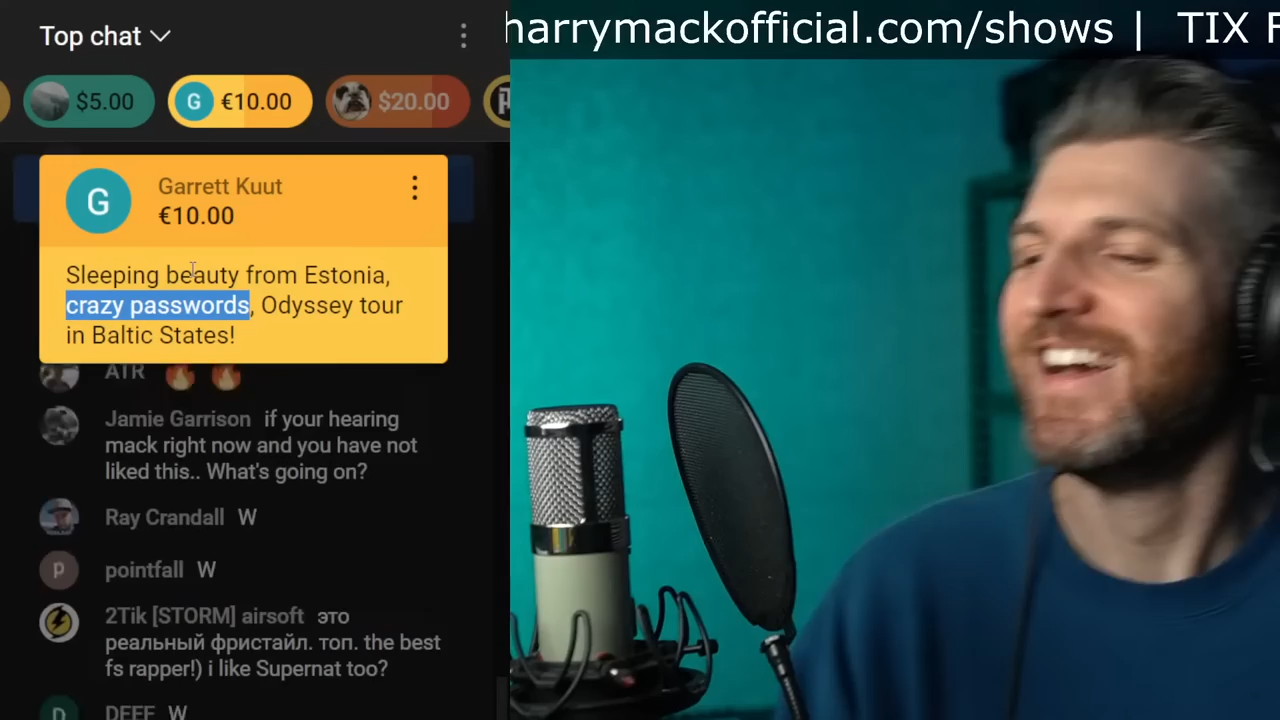 Top chat
harrymackofficial.com/shows | TIX F
$5.00
G €10.00
$20.00
G
Garrett Kuut
€10.00
Sleeping beauty from Estonia,
crazy passwords, Odyssey tour
in Baltic States!
ATR
Jamie Garrison if your hearing
mack right now and you have not
liked this.. What's going on?
Ray Crandall W
p
pointfall W
2Tik [STORM] airsoft это
реальный фристайл. топ. the best
fs rapper!) i like Supernat too?
D
DEEF W